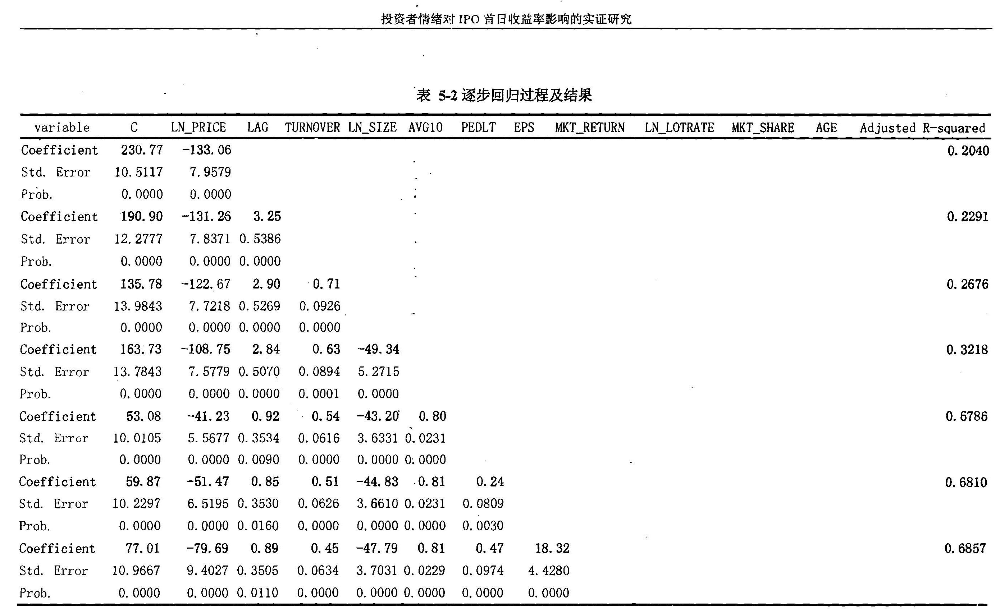 投资者情绪对 IPO 首日收益率影响的实证研究
表 5-2 逐步回归过程及结果
variable C LN_PRICE LAG TURNOVER LN_SIZE AVG10 PEDLT EPS MKT_RETURN LN_LOTRATE MKT_SHARE AGE Adjusted R-squared
Coefficient 230.77 -133.06 0.2040
Std. Error 10.5117 7.9579
Prob. 0.0000 0.0000
Coefficient 190.90 -131.26 3.25 0.2291
Std. Error 12.2777 7.8371 0.5386
Prob. 0.0000 0.0000 0.0000
Coefficient 135.78 -122.67 2.90 0.71 0.2676
Std. Error 13.9843 7.7218 0.5269 0.0926
Prob. 0.0000 0.0000 0.0000 0.0000
Coefficient 163.73 -108.75 2.84 0.63 -49.34 0.3218
Std. Error 13.7843 7.5779 0.5070 0.0894 5.2715
Prob. 0.0000 0.0000 0.0000 0.0001 0.0000
Coefficient 53.08 -41.23 0.92 0.54 -43.20 0.80 0.6786
Std. Error 10.0105 5.5677 0.3534 0.0616 3.6331 0.0231
Prob. 0.0000 0.0000 0.0090 0.0000 0.0000 0.0000
Coefficient 59.87 -51.47 0.85 0.51 -44.83 0.81 0.24 0.6810
Std. Error 10.2297 6.5195 0.3530 0.0626 3.6610 0.0231 0.0809
Prob. 0.0000 0.0000 0.0160 0.0000 0.0000 0.0000 0.0030
Coefficient 77.01 -79.69 0.89 0.45 -47.79 0.81 0.47 18.32 0.6857
Std. Error 10.9667 9.4027 0.3505 0.0634 3.7031 0.0229 0.0974 4.4280
Prob. 0.0000 0.0000 0.0110 0.0000 0.0000 0.0000 0.0000 0.0000